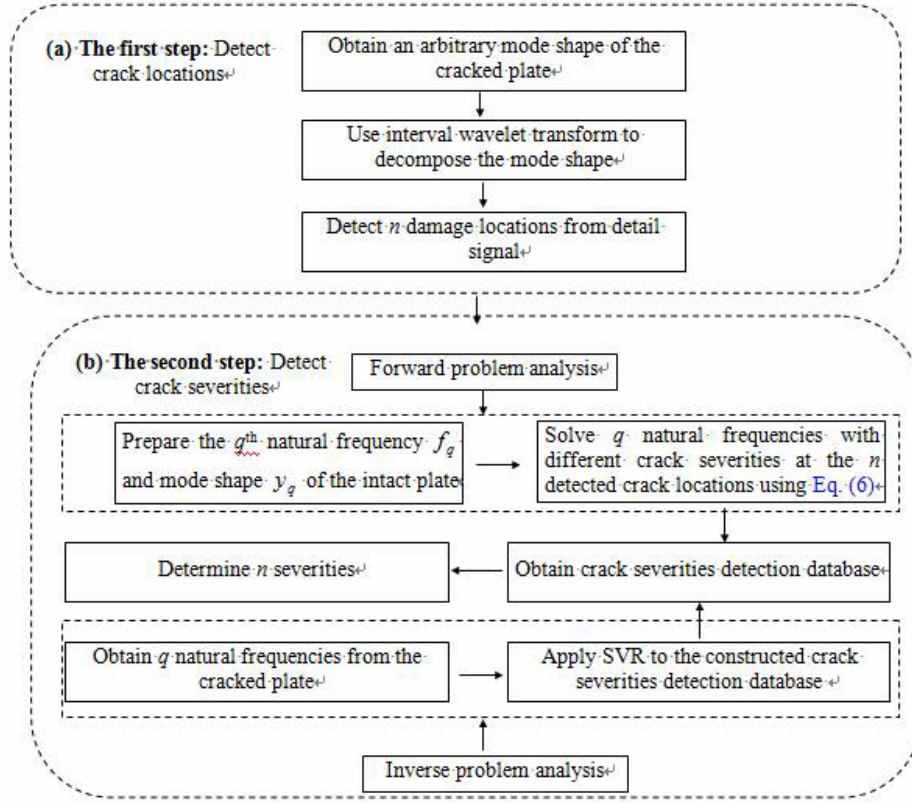 (a) The first step: Detect
crack locations
Obtain an arbitrary mode shape of the
cracked plate
Use interval wavelet transform to
decompose the mode shape
Detect n damage locations from detail
signal
(b) The second step: Detect
crack severities
Forward problem analysis
Prepare the qth natural frequency fq
and mode shape yq of the intact plate
Solve q natural frequencies with
different crack severities at the n
detected crack locations using Eq. (6)
Determine n severities
Obtain crack severities detection database
Obtain q natural frequencies from the
cracked plate
Apply SVR to the constructed crack
severities detection database
Inverse problem analysis